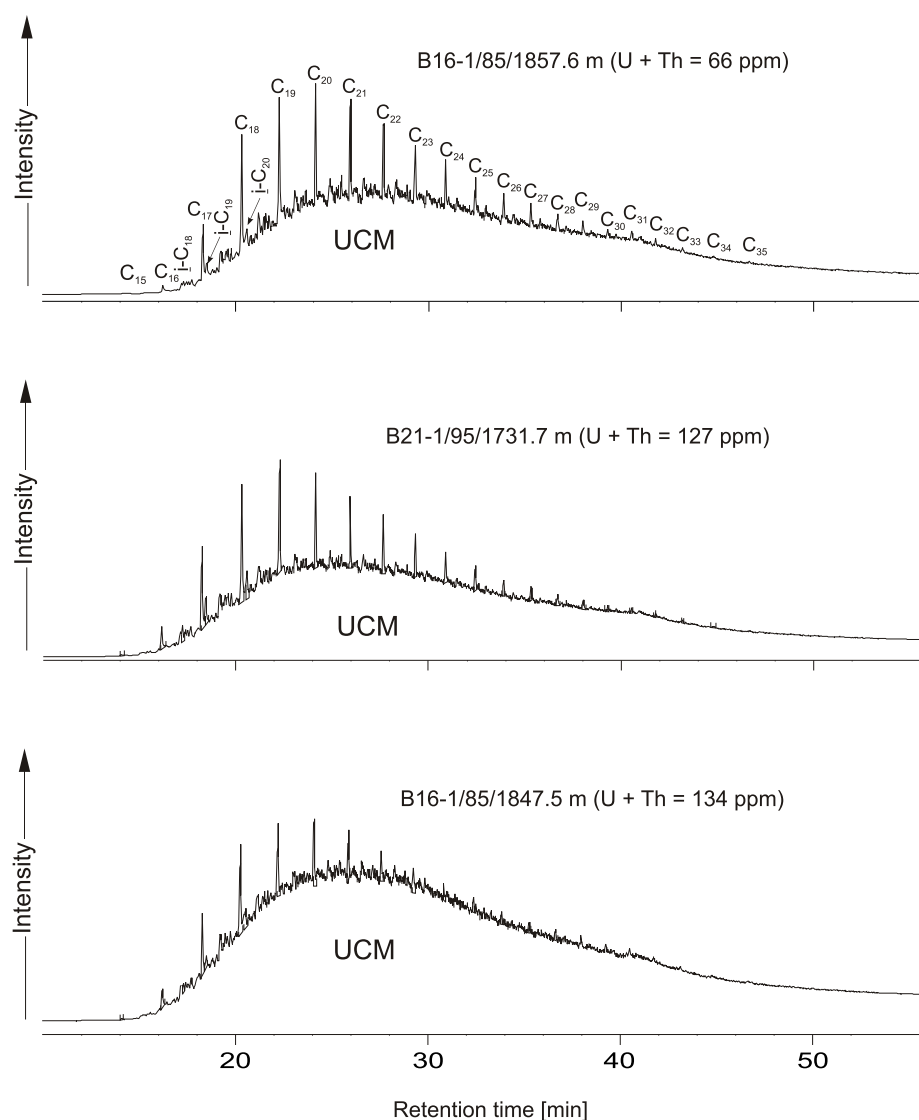 B16-1/85/1857.6 m (U + Th = 66 ppm)
Intensity
C15
C16
i-C18
C17
i-C19
C18
i-C20
C19
C20
C21
C22
C23
C24
C25
C26
C27
C28
C29
C30
C31
C32
C33
C34
C35
UCM
B21-1/95/1731.7 m (U + Th = 127 ppm)
Intensity
UCM
B16-1/85/1847.5 m (U + Th = 134 ppm)
Intensity
UCM
20 30 40 50
Retention time [min]